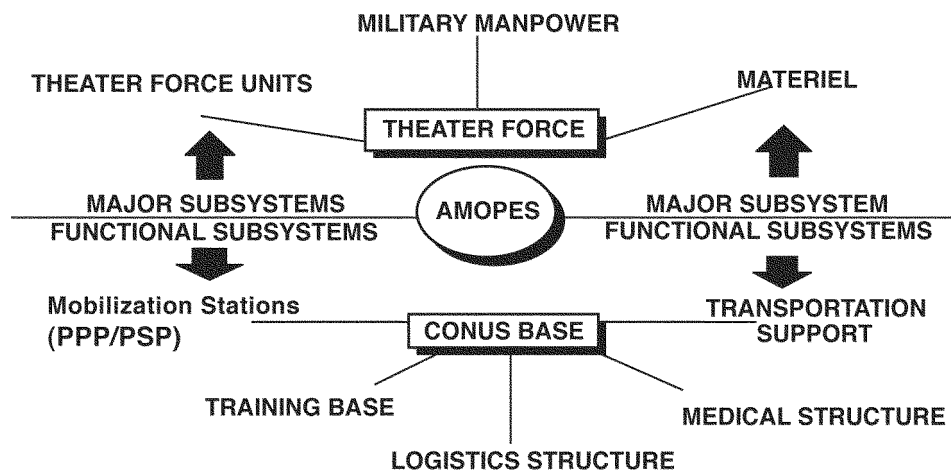 MILITARY MANPOWER
THEATER FORCE UNITS
MATERIEL
THEATER FORCE
MAJOR SUBSYSTEMS
FUNCTIONAL SUBSYSTEMS
AMOPES
MAJOR SUBSYSTEM
FUNCTIONAL SUBSYSTEMS
Mobilization Stations
(PPP/PSP)
CONUS BASE
TRANSPORTATION
SUPPORT
TRAINING BASE
MEDICAL STRUCTURE
LOGISTICS STRUCTURE